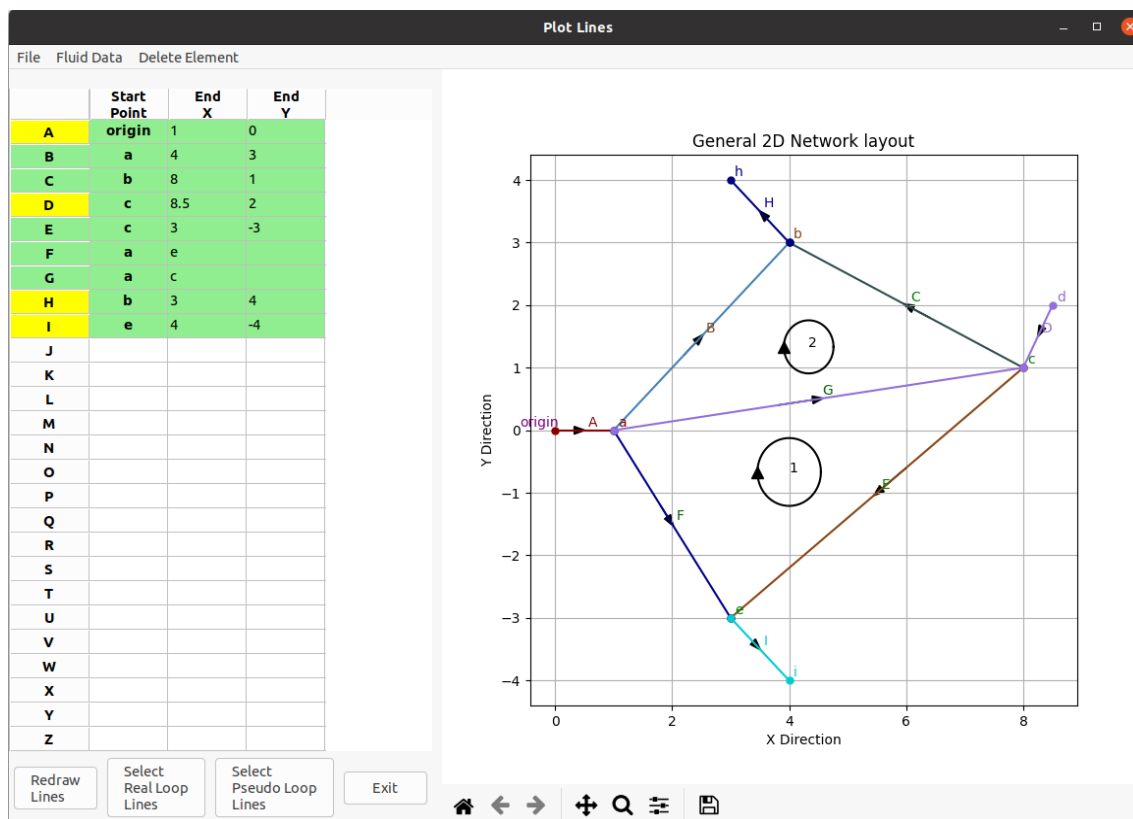 Plot Lines
File Fluid Data Delete Element
Start Point End X End Y
A origin 1 0
B a 4 3
C b 8 1
D c 8.5 2
E c 3 -3
F a e
G a c
H b 3 4
I e 4 -4
J
K
L
M
N
O
P
Q
R
S
T
U
V
W
X
Y
Z
Redraw Lines
Select Real Loop Lines
Select Pseudo Loop Lines
Exit
General 2D Network layout
Y Direction
4
3
2
1
0
−1
−2
−3
−4
h
H
b
d
C
D
B
2
c
G
origin A a
1
E
F
e
I
i
0 2 4 6 8
X Direction